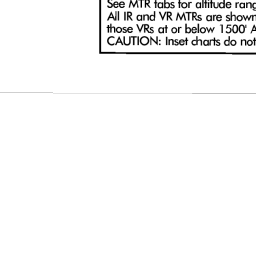 See MTR tabs for altitude rang
All IR and VR MTRs are shown
those VRs at or below 1500' A
CAUTION: Inset charts do not